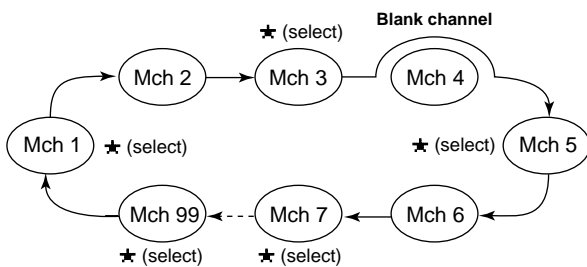 Blank channel
★ (select)
Mch 2
Mch 3
Mch 4
Mch 1
★ (select)
★ (select)
Mch 5
Mch 99
Mch 7
Mch 6
★ (select)
★ (select)